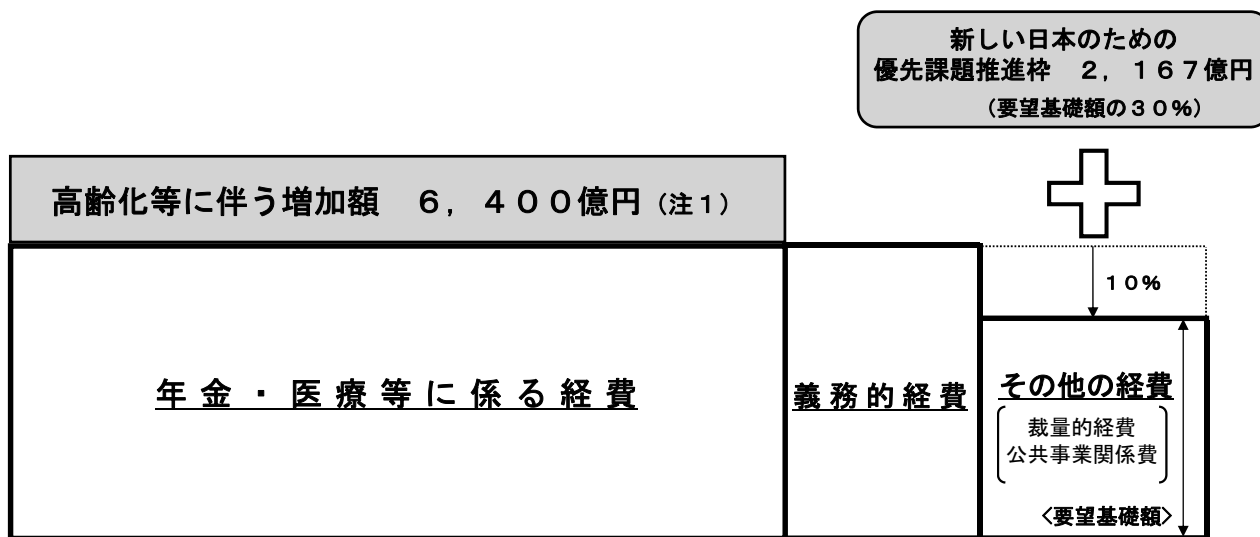 新しい日本のための
優先課題推進枠　２，１６７億円
（要望基礎額の３０％）
高齢化等に伴う増加額　６，４００億円（注１）
１０％
年金・医療等に係る経費
義務的経費
その他の経費
裁量的経費
公共事業関係費
〈要望基礎額〉